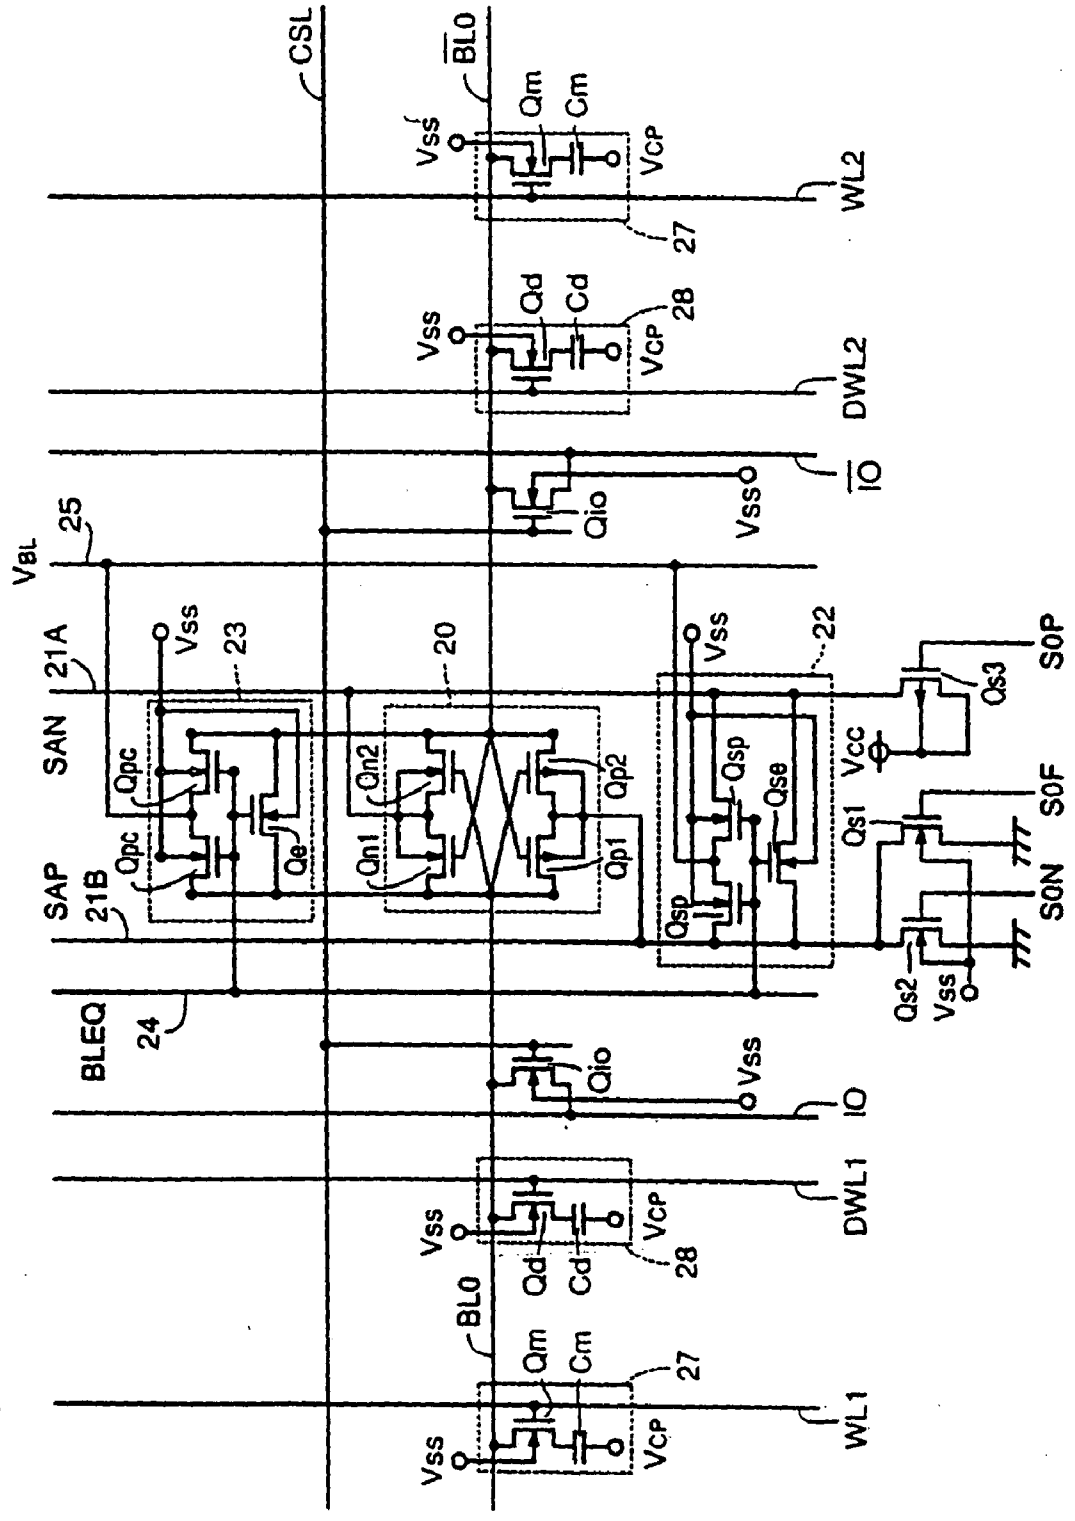 VBL
SAP
SAN
21A
25
BLEQ
21B
24
Qpc
Qpc
Vss
23
Qe
CSL
Qn1
Qn2
20
Vss
Vss
Vss
Vss
BL0
B̅L̅0̅
Qm
Qd
Qd
Qm
Cm
Cd
Qio
Qio
Cd
Cm
Qp1
Qp2
VCP
VCP
VCP
VCP
27
28
28
27
Qsp
Qsp
Vss
Qse
Vss
Vss
22
WL1
DWL1
IO
I̅O̅
DWL2
WL2
Qs2
Qs1
Vcc
Vss
Qs3
SON
SOF
SOP